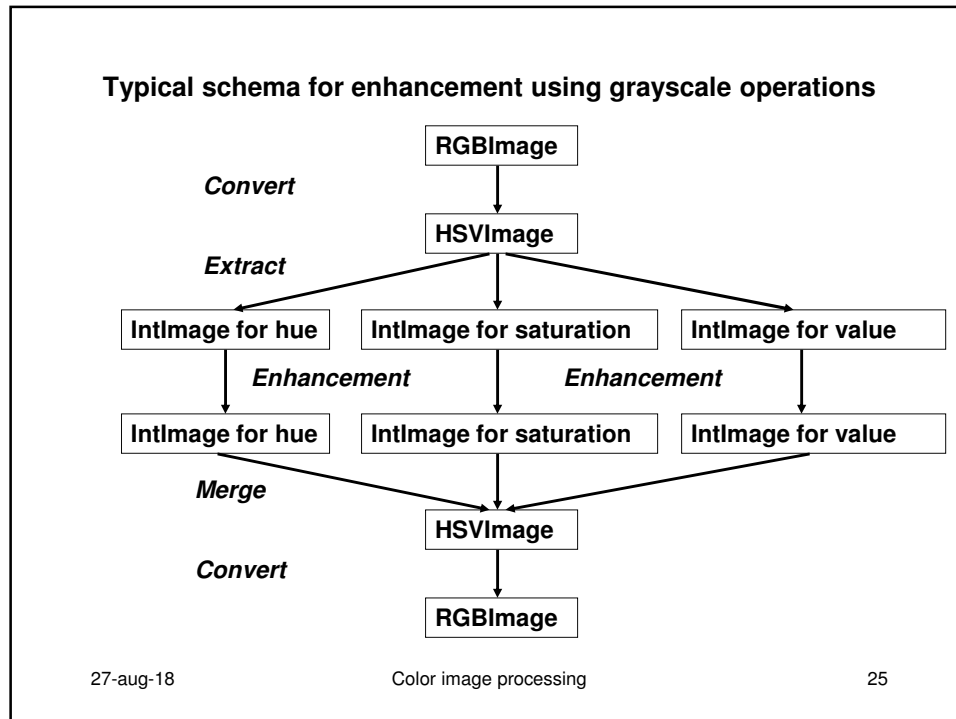 Typical schema for enhancement using grayscale operations
RGBImage
Convert
HSVImage
Extract
IntImage for hue
IntImage for saturation
IntImage for value
Enhancement
Enhancement
IntImage for hue
IntImage for saturation
IntImage for value
Merge
HSVImage
Convert
RGBImage
27-aug-18
Color image processing
25